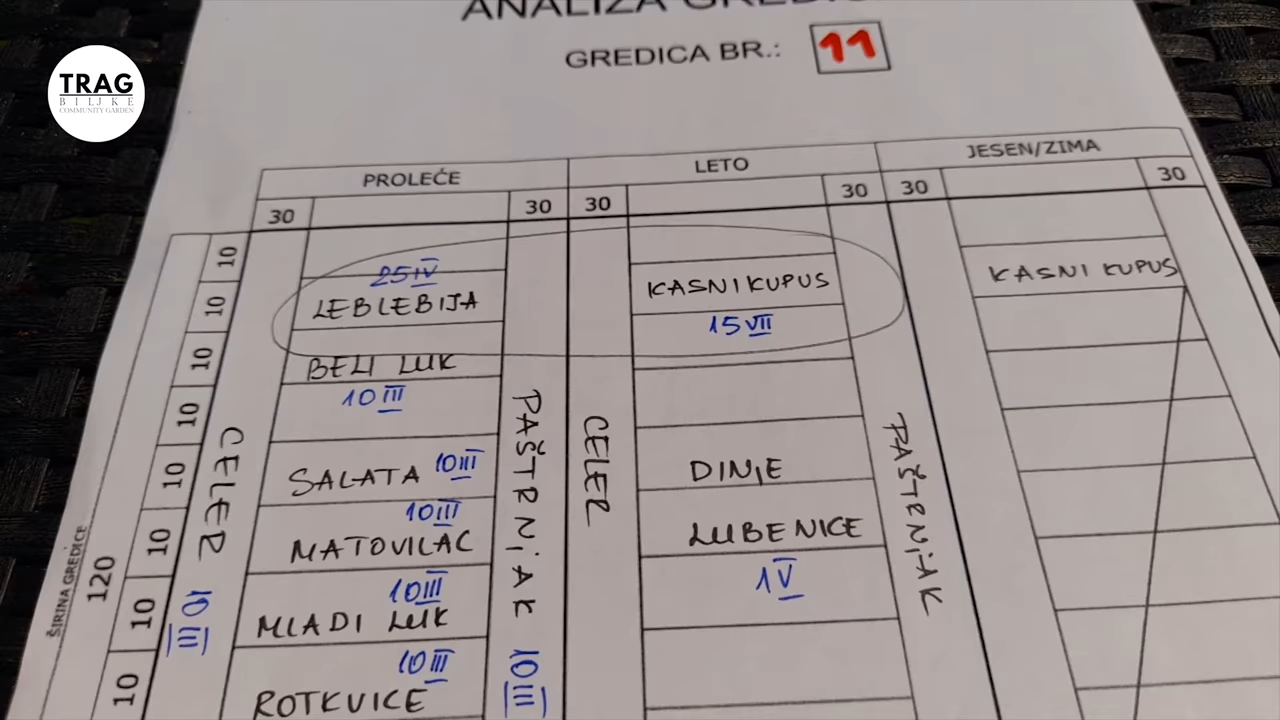 TRAG
BILJKE
COMMUNITY GARDEN
GREDICA BR.: 11
PROLEĆE LETO JESEN/ZIMA
30 30 30 30 30 30
10
10
10
10
10
10
10
10
ŠIRINA GREDICE
120
CELER 10 III
25 IV
LEBLEBIJA
BELI LUK
10 III
SALATA 10 III
10 III
MATOVILAC
10 III
MLADI LUK
10 III
ROTKVICE
PAŠTRNJAK 10 III
CELER
KASNI KUPUS
15 VII
DINJE
LUBENICE
1 V
PAŠTRNJAK
KASNI KUPUS